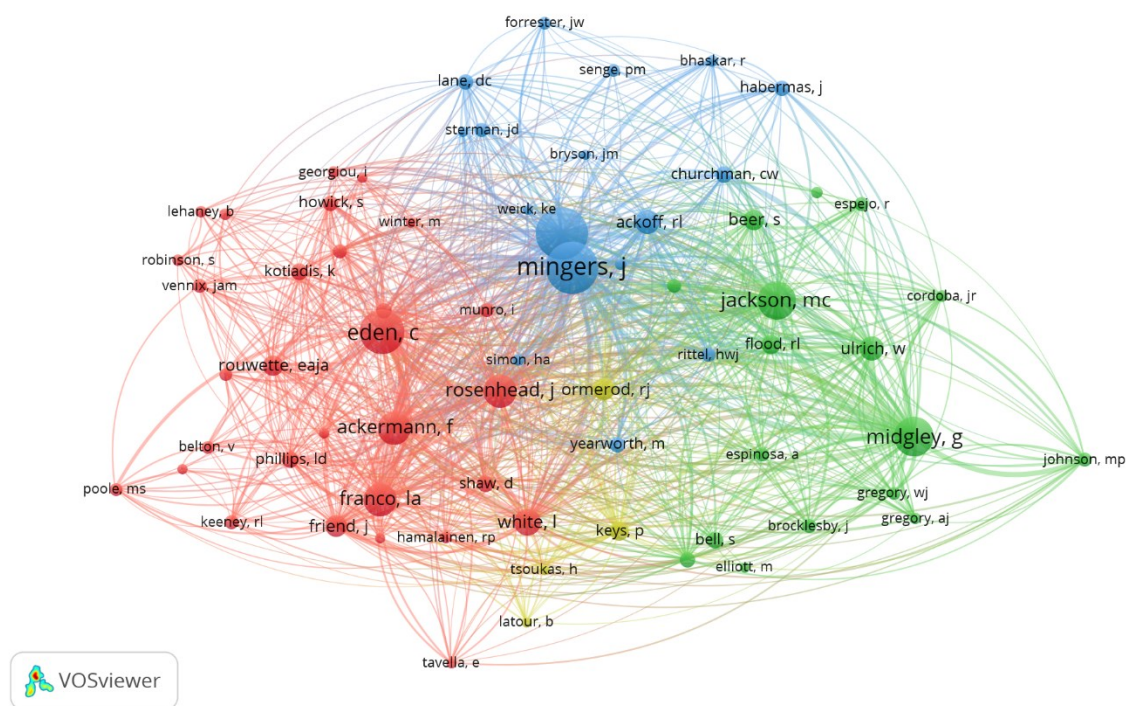 forrester, jw
bhaskar, r
senge, pm
lane, dc
habermas, j
sterman, jd
bryson, jm
georgiou, i
churchman, cw
howick, s
espejo, r
lehaney, b
weick, ke
winter, m
ackoff, rl
beer, s
robinson, s
mingers, j
kotiadis, k
vennix, jam
jackson, mc
cordoba, jr
munro, i
eden, c
flood, rl
ulrich, w
simon, ha
rittel, hwj
rouwette, eaja
rosenhead, j
ormerod, rj
ackermann, f
midgley, g
belton, v
yearworth, m
espinosa, a
phillips, ld
johnson, mp
shaw, d
poole, ms
franco, la
gregory, wj
keeney, rl
friend, j
white, l
gregory, aj
hamalainen, rp
keys, p
brocklesby, j
bell, s
tsoukas, h
elliott, m
latour, b
tavella, e
VOSviewer